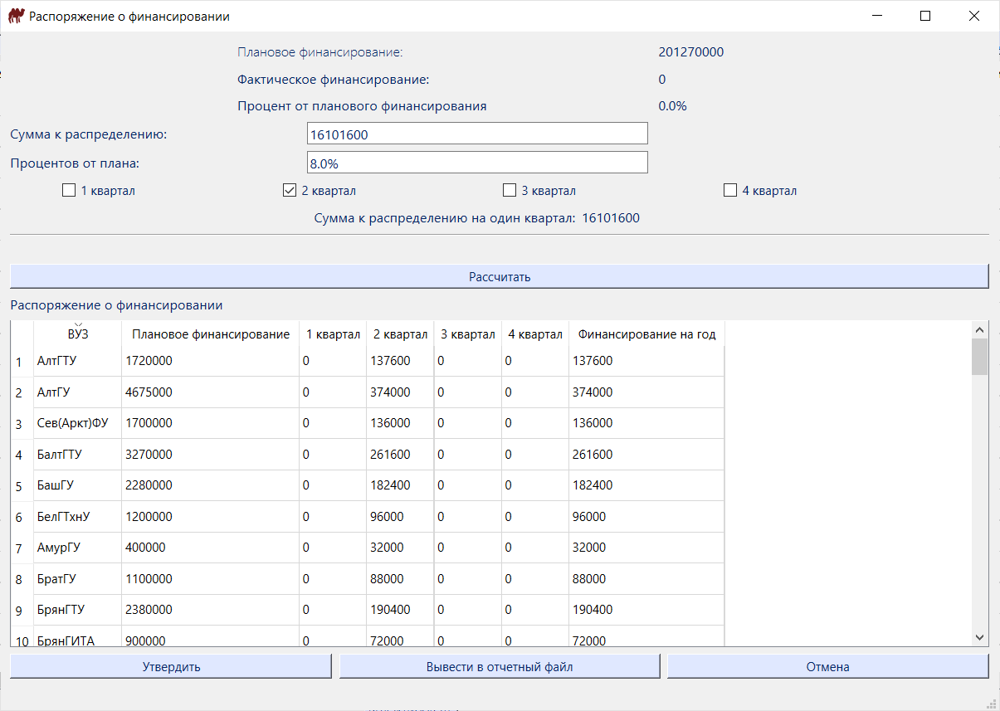 Распоряжение о финансировании
Плановое финансирование: 201270000
Фактическое финансирование: 0
Процент от планового финансирования 0.0%
Сумма к распределению: 16101600
Процентов от плана: 8.0%
1 квартал 2 квартал 3 квартал 4 квартал
Сумма к распределению на один квартал: 16101600
Рассчитать
Распоряжение о финансировании
ВУЗ Плановое финансирование 1 квартал 2 квартал 3 квартал 4 квартал Финансирование на год
1 АлтГТУ 1720000 0 137600 0 0 137600
2 АлтГУ 4675000 0 374000 0 0 374000
3 Сев(Аркт)ФУ 1700000 0 136000 0 0 136000
4 БалтГТУ 3270000 0 261600 0 0 261600
5 БашГУ 2280000 0 182400 0 0 182400
6 БелГТхнУ 1200000 0 96000 0 0 96000
7 АмурГУ 400000 0 32000 0 0 32000
8 БратГУ 1100000 0 88000 0 0 88000
9 БрянГТУ 2380000 0 190400 0 0 190400
10 БрянГИТА 900000 0 72000 0 0 72000
Утвердить Вывести в отчетный файл Отмена